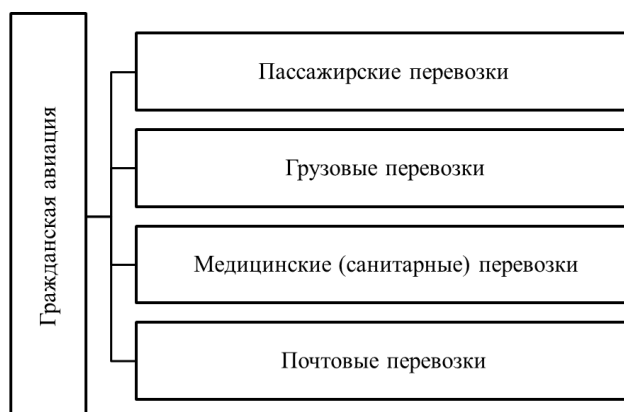 Гражданская авиация
Пассажирские перевозки
Грузовые перевозки
Медицинские (санитарные) перевозки
Почтовые перевозки